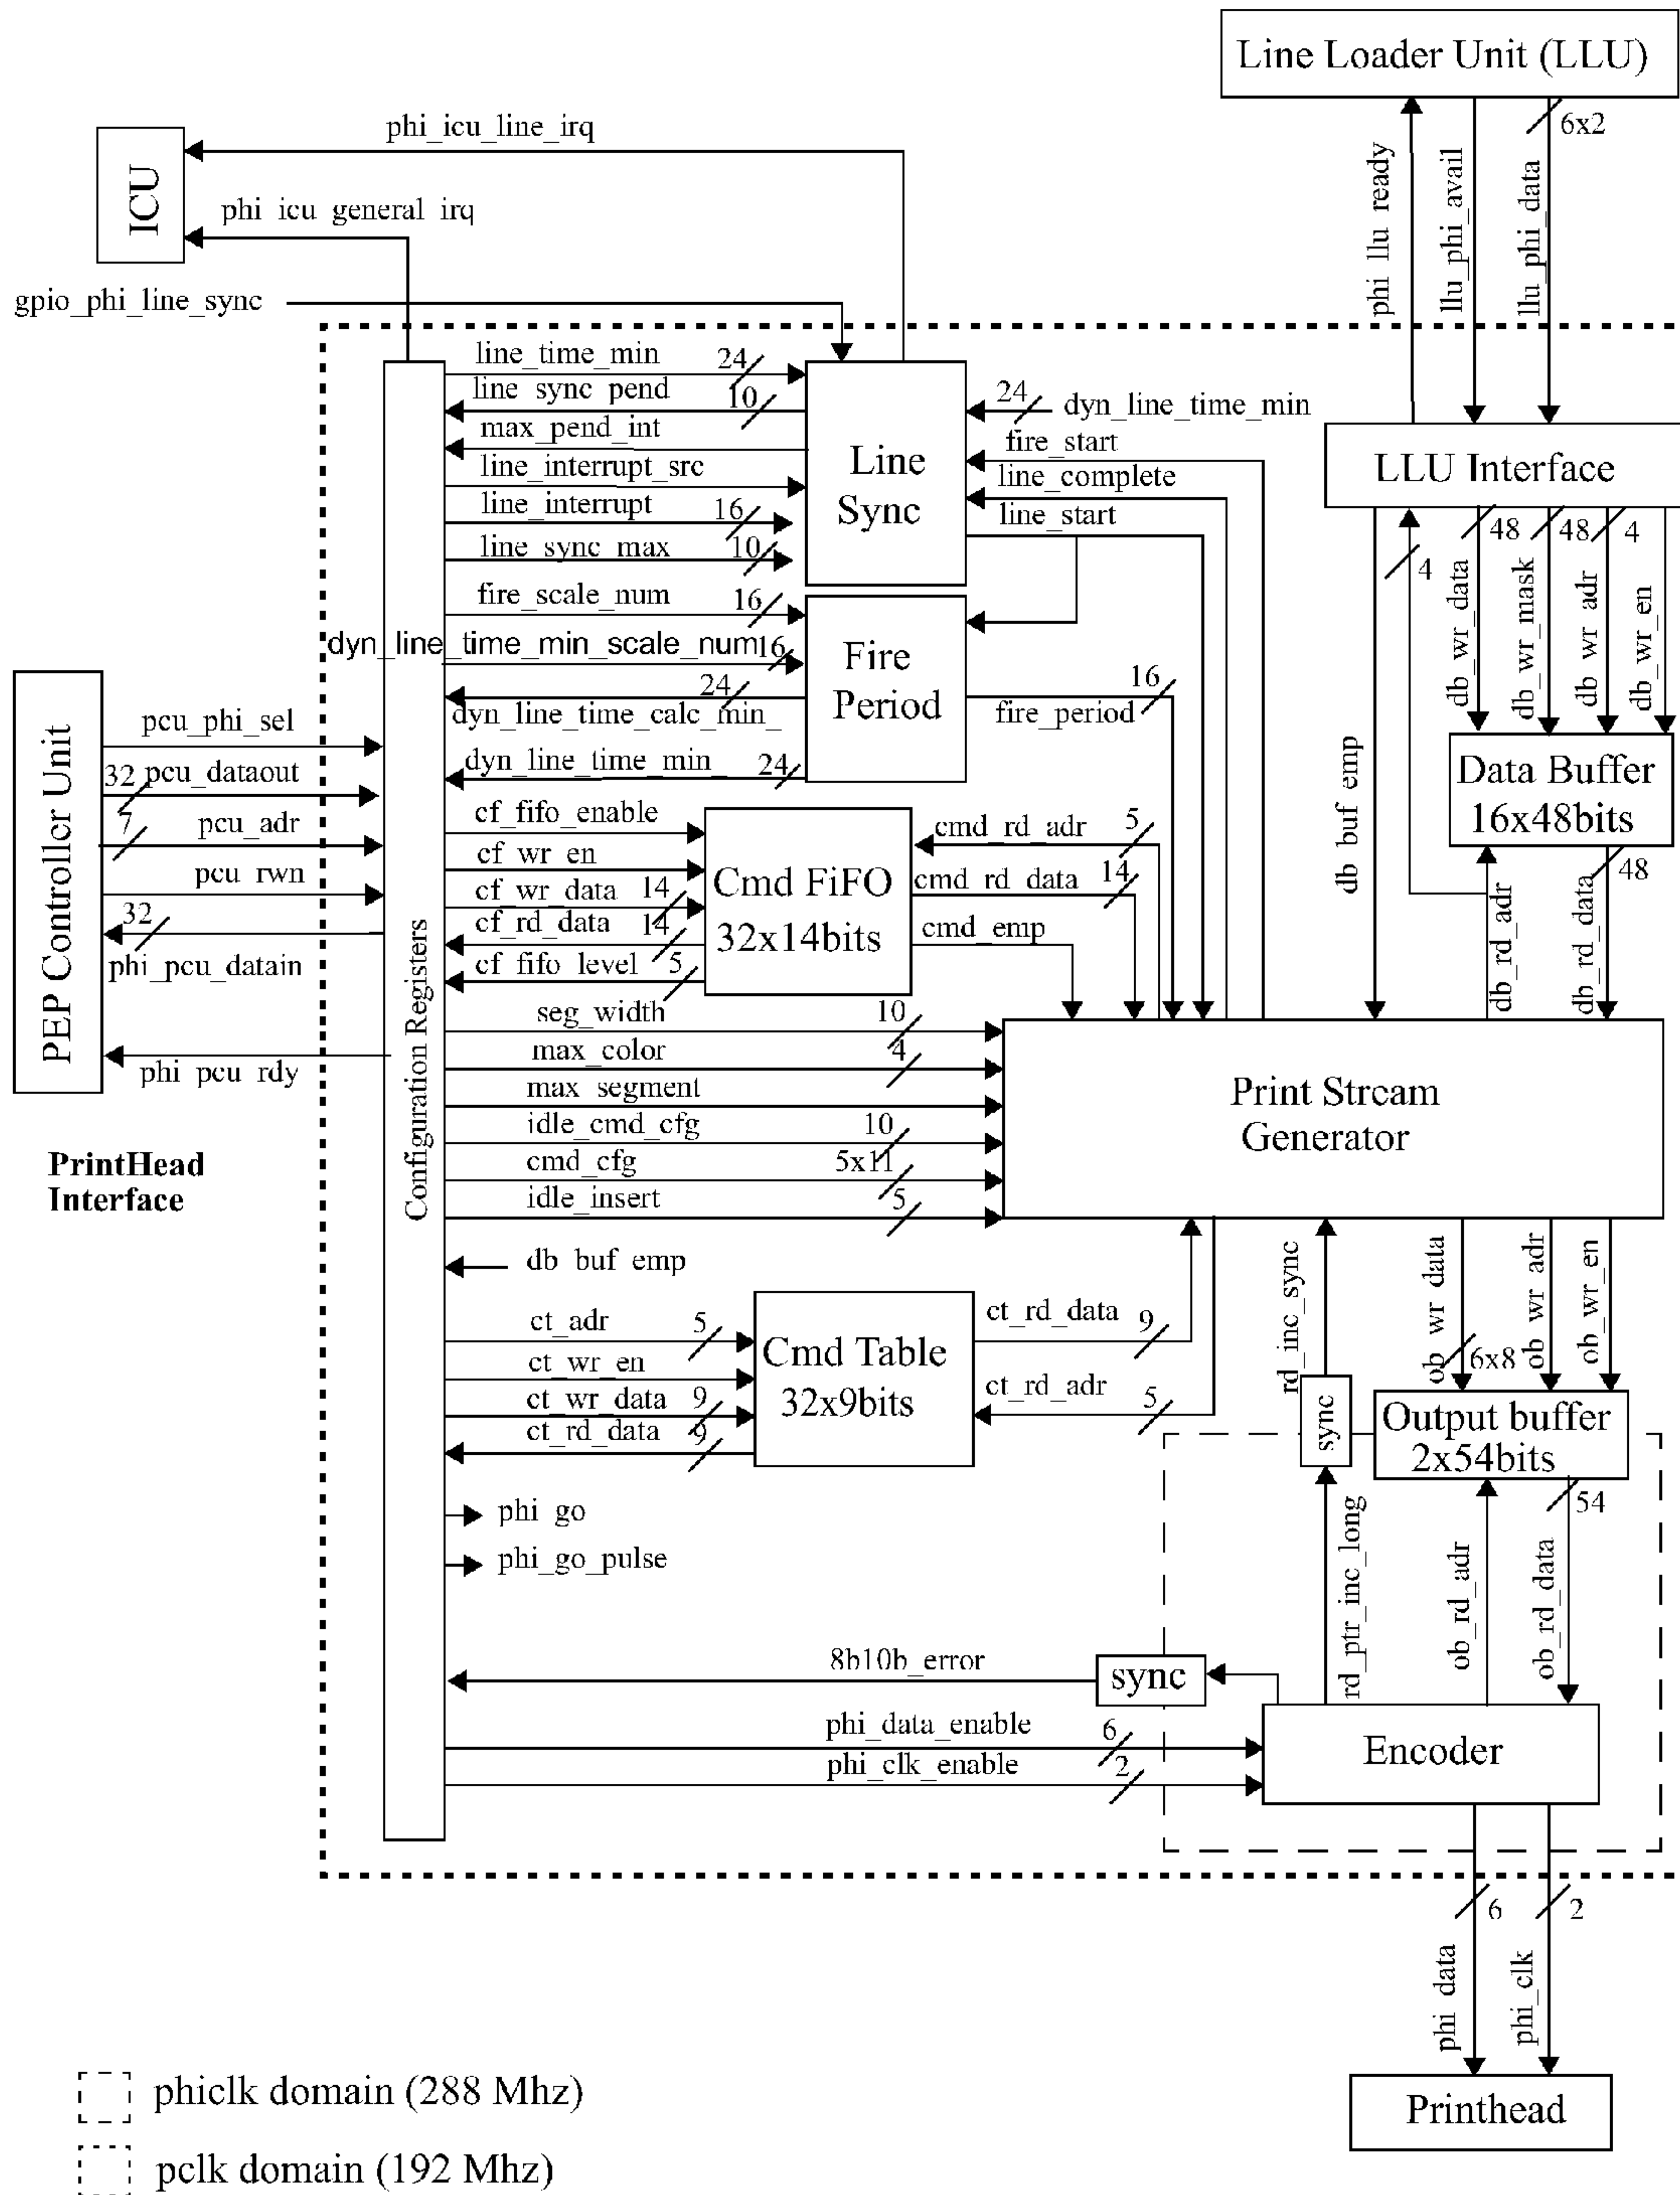 Line Loader Unit (LLU)
6x2
phi_icu_line_irq
ICU
phi_icu_general_irq
phi_llu_ready
llu_phi_avail
llu_phi_data
gpio_phi_line_sync
line_time_min
24
line_sync_pend
10
24
dyn_line_time_min
max_pend_int
fire_start
line_interrupt_src
Line
Sync
line_complete
LLU Interface
line_interrupt
16
line_start
line_sync_max
10
4
48
48
4
db_wr_data
db_wr_mask
db_wr_adr
db_wr_en
fire_scale_num
16
dyn_line_time_min_scale_num
16
Fire
Period
24
dyn_line_time_calc_min_
16
fire_period
dyn_line_time_min_
24
PEP Controller Unit
pcu_phi_sel
32
pcu_dataout
7
pcu_adr
pcu_rwn
32
phi_pcu_datain
phi_pcu_rdy
db_buf_emp
Data Buffer
16x48bits
48
db_rd_adr
db_rd_data
cf_fifo_enable
cf_wr_en
cf_wr_data
14
cf_rd_data
14
cf_fifo_level
5
Cmd FiFO
32x14bits
cmd_rd_adr
5
cmd_rd_data
14
cmd_emp
Configuration Registers
seg_width
10
max_color
4
max_segment
idle_cmd_cfg
10
cmd_cfg
5x11
idle_insert
5
Print Stream
Generator
PrintHead
Interface
db_buf_emp
ct_adr
5
ct_wr_en
ct_wr_data
9
ct_rd_data
9
Cmd Table
32x9bits
ct_rd_data
9
ct_rd_adr
5
rd_inc_sync
ob_wr_data
6x8
ob_wr_adr
ob_wr_en
sync
Output buffer
2x54bits
54
phi_go
phi_go_pulse
rd_ptr_inc_long
ob_rd_adr
ob_rd_data
8b10b_error
sync
phi_data_enable
6
phi_clk_enable
2
Encoder
6
2
phi_data
phi_clk
Printhead
phiclk domain (288 Mhz)
pclk domain (192 Mhz)